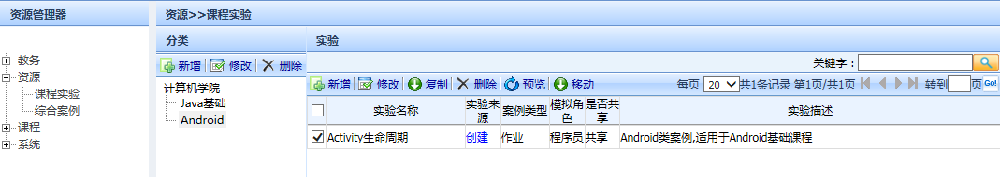 资源管理器
资源>>课程实验
教务
资源
课程实验
综合案例
课程
系统
分类
新增 修改 删除
计算机学院
Java基础
Android
实验
关键字：
新增 修改 复制 删除 预览 移动 每页 20 共1条记录 第1页/共1页 转到 页 Go!
实验名称 实验来源 案例类型 模拟角色 是否共享 实验描述
Activity生命周期 创建 作业 程序员 共享 Android类案例,适用于Android基础课程